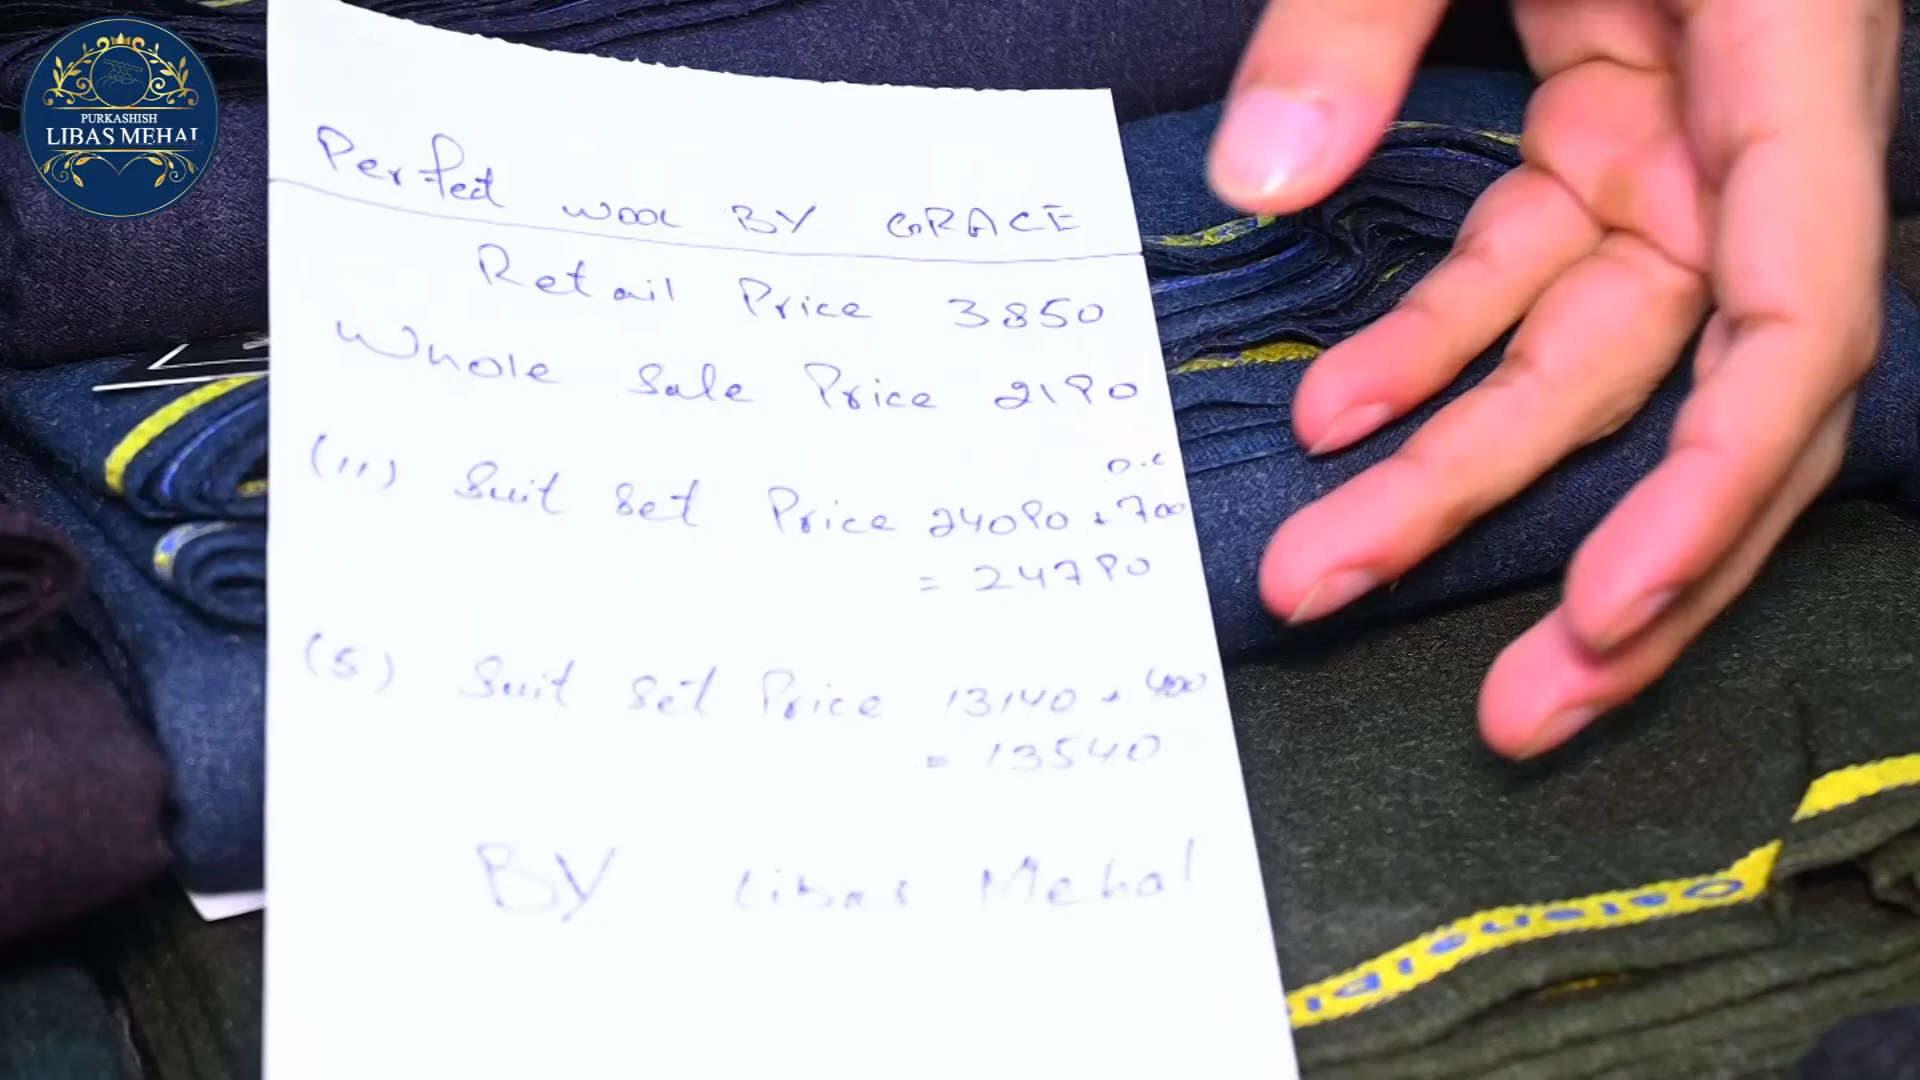 PURKASHISH
LIBAS MEHAL
Perfect wool BY GRACE
Retail Price 3850
Whole Sale Price 2190
D.C
(11) Suit Set Price 24090 + 700
= 24790
(5) Suit Set Price 13140 + 400
= 13540
BY Libas Mehal